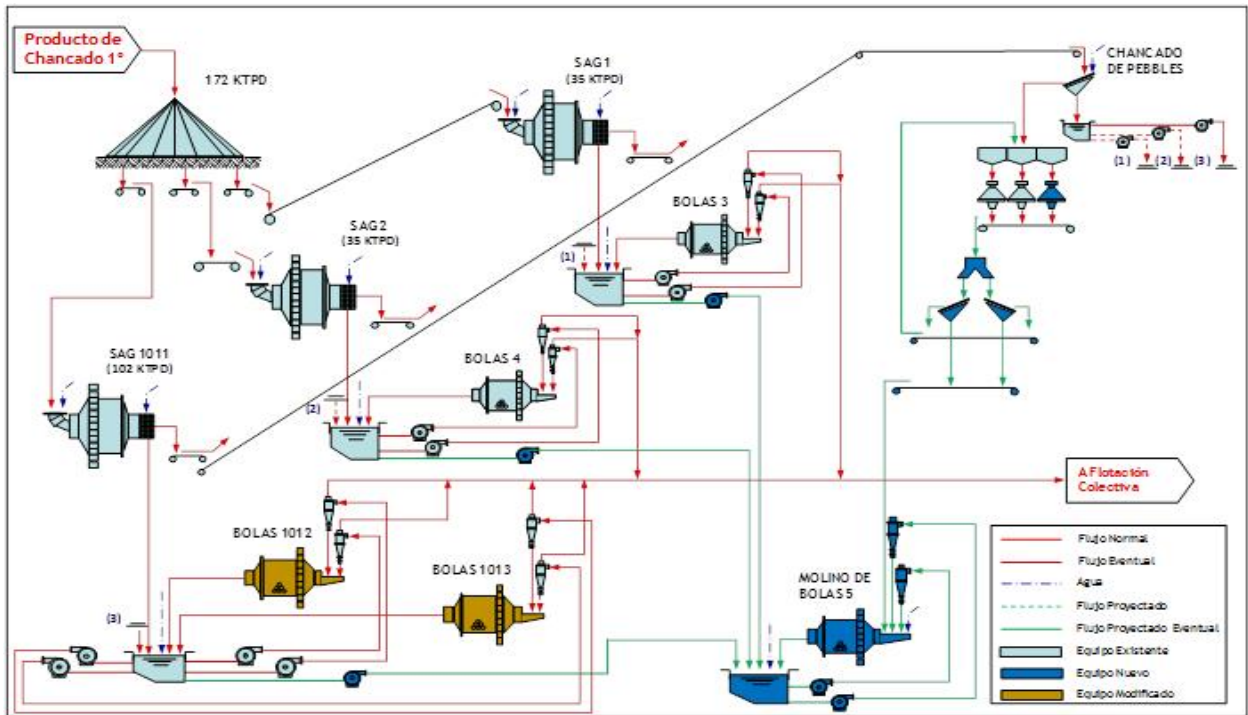 Producto de
Chancado 1°
172 KTPD
SAG 1
(35 KTPD)
CHANCADO
DE PEBBLES
(1)
(2)
(3)
BOLAS 3
SAG 2
(35 KTPD)
(1)
SAG 1011
(102 KTPD)
BOLAS 4
(2)
A Flotación
Colectiva
BOLAS 1012
BOLAS 1013
MOLINO DE
BOLAS 5
(3)
Flujo Normal
Flujo Eventual
Agua
Flujo Proyectado
Flujo Proyectado Eventual
Equipo Existente
Equipo Nuevo
Equipo Modificado